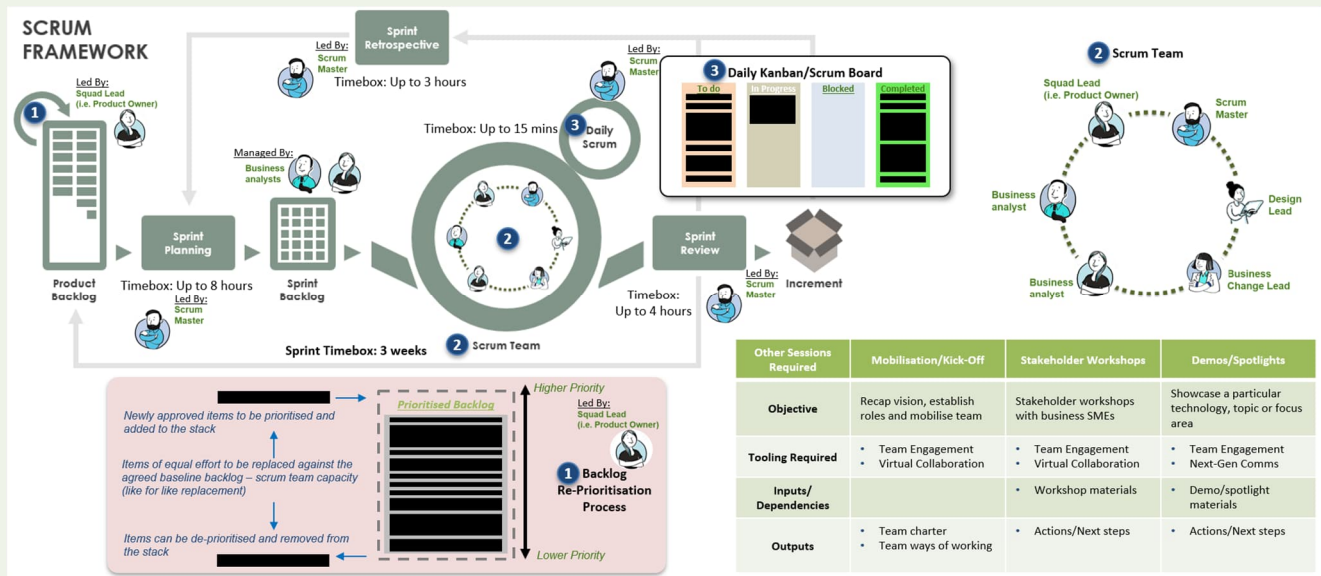 SCRUM
FRAMEWORK
Sprint
Retrospective
Led By:
Scrum
Master
Timebox: Up to 3 hours
1
Led By:
Squad Lead
(i.e. Product Owner)
Product
Backlog
Sprint
Planning
Timebox: Up to 8 hours
Led By:
Scrum
Master
Managed By:
Business
analysts
Sprint
Backlog
Timebox: Up to 15 mins
Led By:
Scrum
Master
3
Daily
Scrum
2
2 Scrum Team
Sprint Timebox: 3 weeks
Sprint
Review
Timebox:
Up to 4 hours
Led By:
Scrum
Master
Increment
3 Daily Kanban/Scrum Board
To do
In Progress
Blocked
Completed
2 Scrum Team
Squad Lead
(i.e. Product Owner)
Scrum
Master
Business
analyst
Design
Lead
Business
analyst
Business
Change Lead
Newly approved items to be prioritised and
added to the stack
Items of equal effort to be replaced against the
agreed baseline backlog – scrum team capacity
(like for like replacement)
Items can be de-prioritised and removed from
the stack
Prioritised Backlog
Higher Priority
Led By:
Squad Lead
(i.e. Product Owner)
1 Backlog
Re-Prioritisation
Process
Lower Priority
Other Sessions
Required
Mobilisation/Kick-Off
Stakeholder Workshops
Demos/Spotlights
Objective
Recap vision, establish
roles and mobilise team
Stakeholder workshops
with business SMEs
Showcase a particular
technology, topic or focus
area
Tooling Required
• Team Engagement
• Virtual Collaboration
• Team Engagement
• Virtual Collaboration
• Team Engagement
• Next-Gen Comms
Inputs/
Dependencies
• Workshop materials
• Demo/spotlight
materials
Outputs
• Team charter
• Team ways of working
• Actions/Next steps
• Actions/Next steps